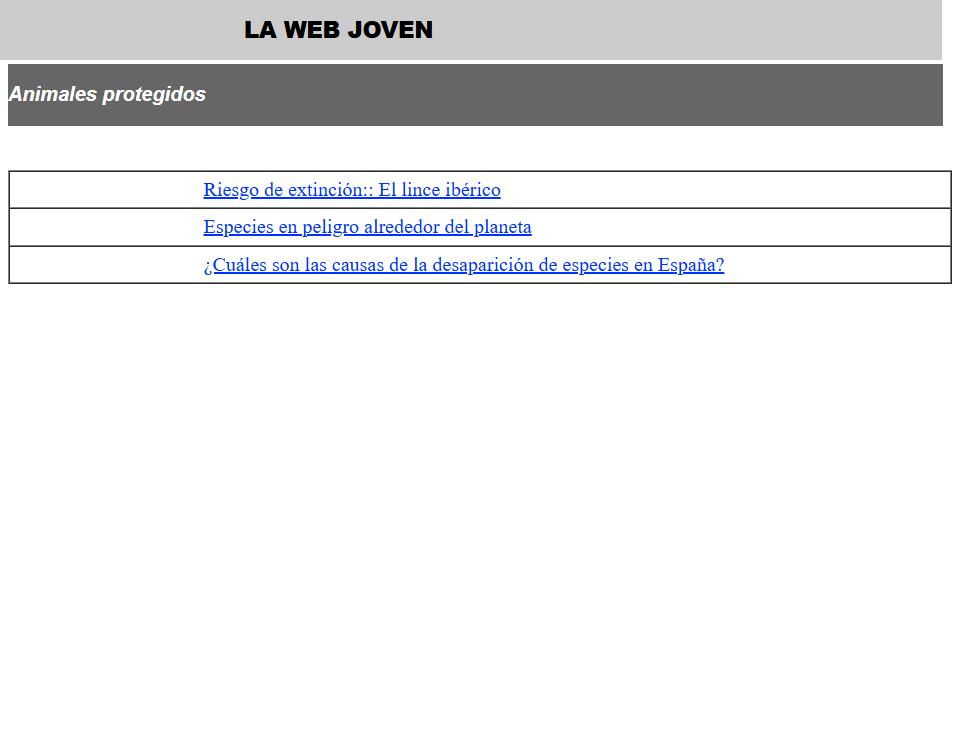 LA WEB JOVEN
Animales protegidos
Riesgo de extinción:: El lince ibérico
Especies en peligro alrededor del planeta
¿Cuáles son las causas de la desaparición de especies en España?